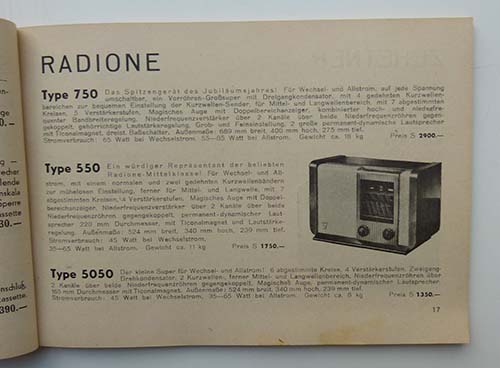 RADIONE
Type 750 Das Spitzengerät des Jubiläumsjahres! Für Wechsel- und Allstrom, auf jede Spannung
umschaltbar, ein Vorröhren-Großsuper mit Dreigangkondensator, mit 4 gedehnten Kurzwellen-
bereichen zur bequemen Einstellung der Kurzwellen-Sender, für Mittel- und Langwellenbereich, mit 7 abgestimmten
Kreisen, 5 Verstärkerstufen, Magisches Auge mit Doppelbereichanzeiger, kombinierter hoch- und niederfre-
quenter Bandbreitenregelung, Niederfrequenzverstärker über 2 Kanäle über beide Niederfrequenzröhren gegen-
gekoppelt, gehörrichtige Lautstärkeregelung, Grob- und Feineinstellung, 2 große permanent-dynamische Lautsprecher
mit Ticonalmagnet, dreist. Baßschalter. Außenmaße: 689 mm breit, 400 mm hoch, 275 mm tief.
Stromverbrauch: 65 Watt bei Wechselstrom, 55—65 Watt bei Allstrom. Gewicht ca. 18 kg Preis S 2900.—
Type 550 Ein würdiger Repräsentant der beliebten
Radione-Mittelklasse! Für Wechsel- und All-
strom, mit einem normalen und zwei gedehnten Kurzwellenbändern
zur mühelosen Einstellung, ferner für Mittel- und Langwelle, mit 7
abgestimmten Kreisen, 4 Verstärkerstufen, Magisches Auge mit Doppel-
bereichanzeiger, Niederfrequenzverstärker über 2 Kanäle, über beide
Niederfrequenzröhren, gegengekoppelt, permanent-dynamischer Laut-
sprecher 220 mm Durchmesser, mit Ticonalmagnet und Lautstärke-
regelung. Außenmaße: 524 mm breit, 340 mm hoch, 239 mm tief.
Stromverbrauch: 45 Watt bei Wechselstrom,
35—65 Watt bei Allstrom. Gewicht ca. 11 kg Preis S 1750.—
Type 5050 Der kleine Super für Wechsel- und Allstrom! 6 abgestimmte Kreise, 4 Verstärkerstufen, Zweigang-
Drehkondensator, 2 Kurzwellen, ferner Mittel- und Langwellenbereich, Niederfrequenzverstärker über
2 Kanäle über beide Niederfrequenzröhren gegengekoppelt, Magisches Auge, permanent-dynamischer Lautsprecher
165 mm Durchmesser mit Ticonalmagnet. Außenmaße: 524 mm breit, 340 mm hoch, 239 mm tief.
Stromverbrauch: 45 Watt bei Wechselstrom, 35—65 Watt bei Allstrom. Gewicht ca. 8 kg Preis S 1350.—
17